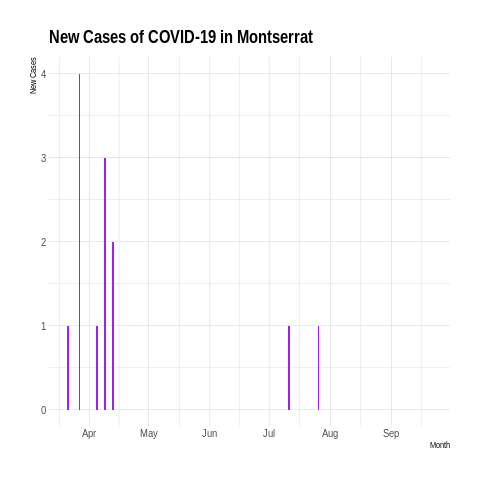 New Cases of COVID-19 in Montserrat
New Cases
4
3
2
1
0
Apr May Jun Jul Aug Sep
Month